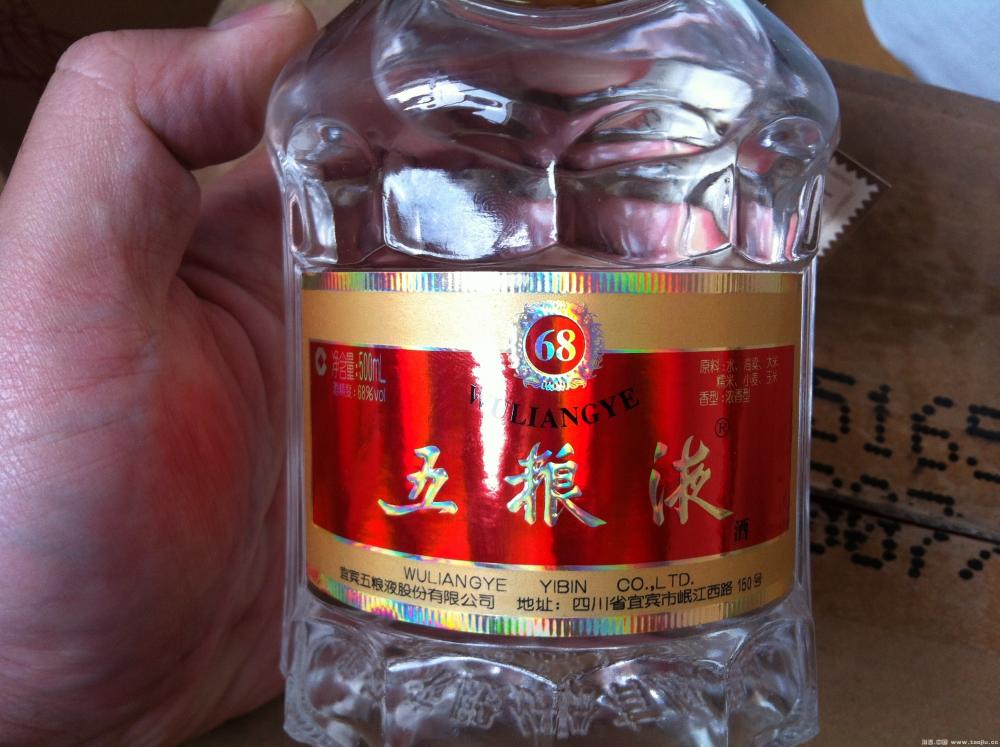 68
净含量:500mL
酒精度:68%vol
原料:水、高粱、大米
糯米、小麦、玉米
香型:浓香型
WULIANGYE
五粮液®
酒
WULIANGYE YIBIN CO.,LTD.
宜宾五粮液股份有限公司 地址: 四川省宜宾市岷江西路 150号
www.taojiu.cc